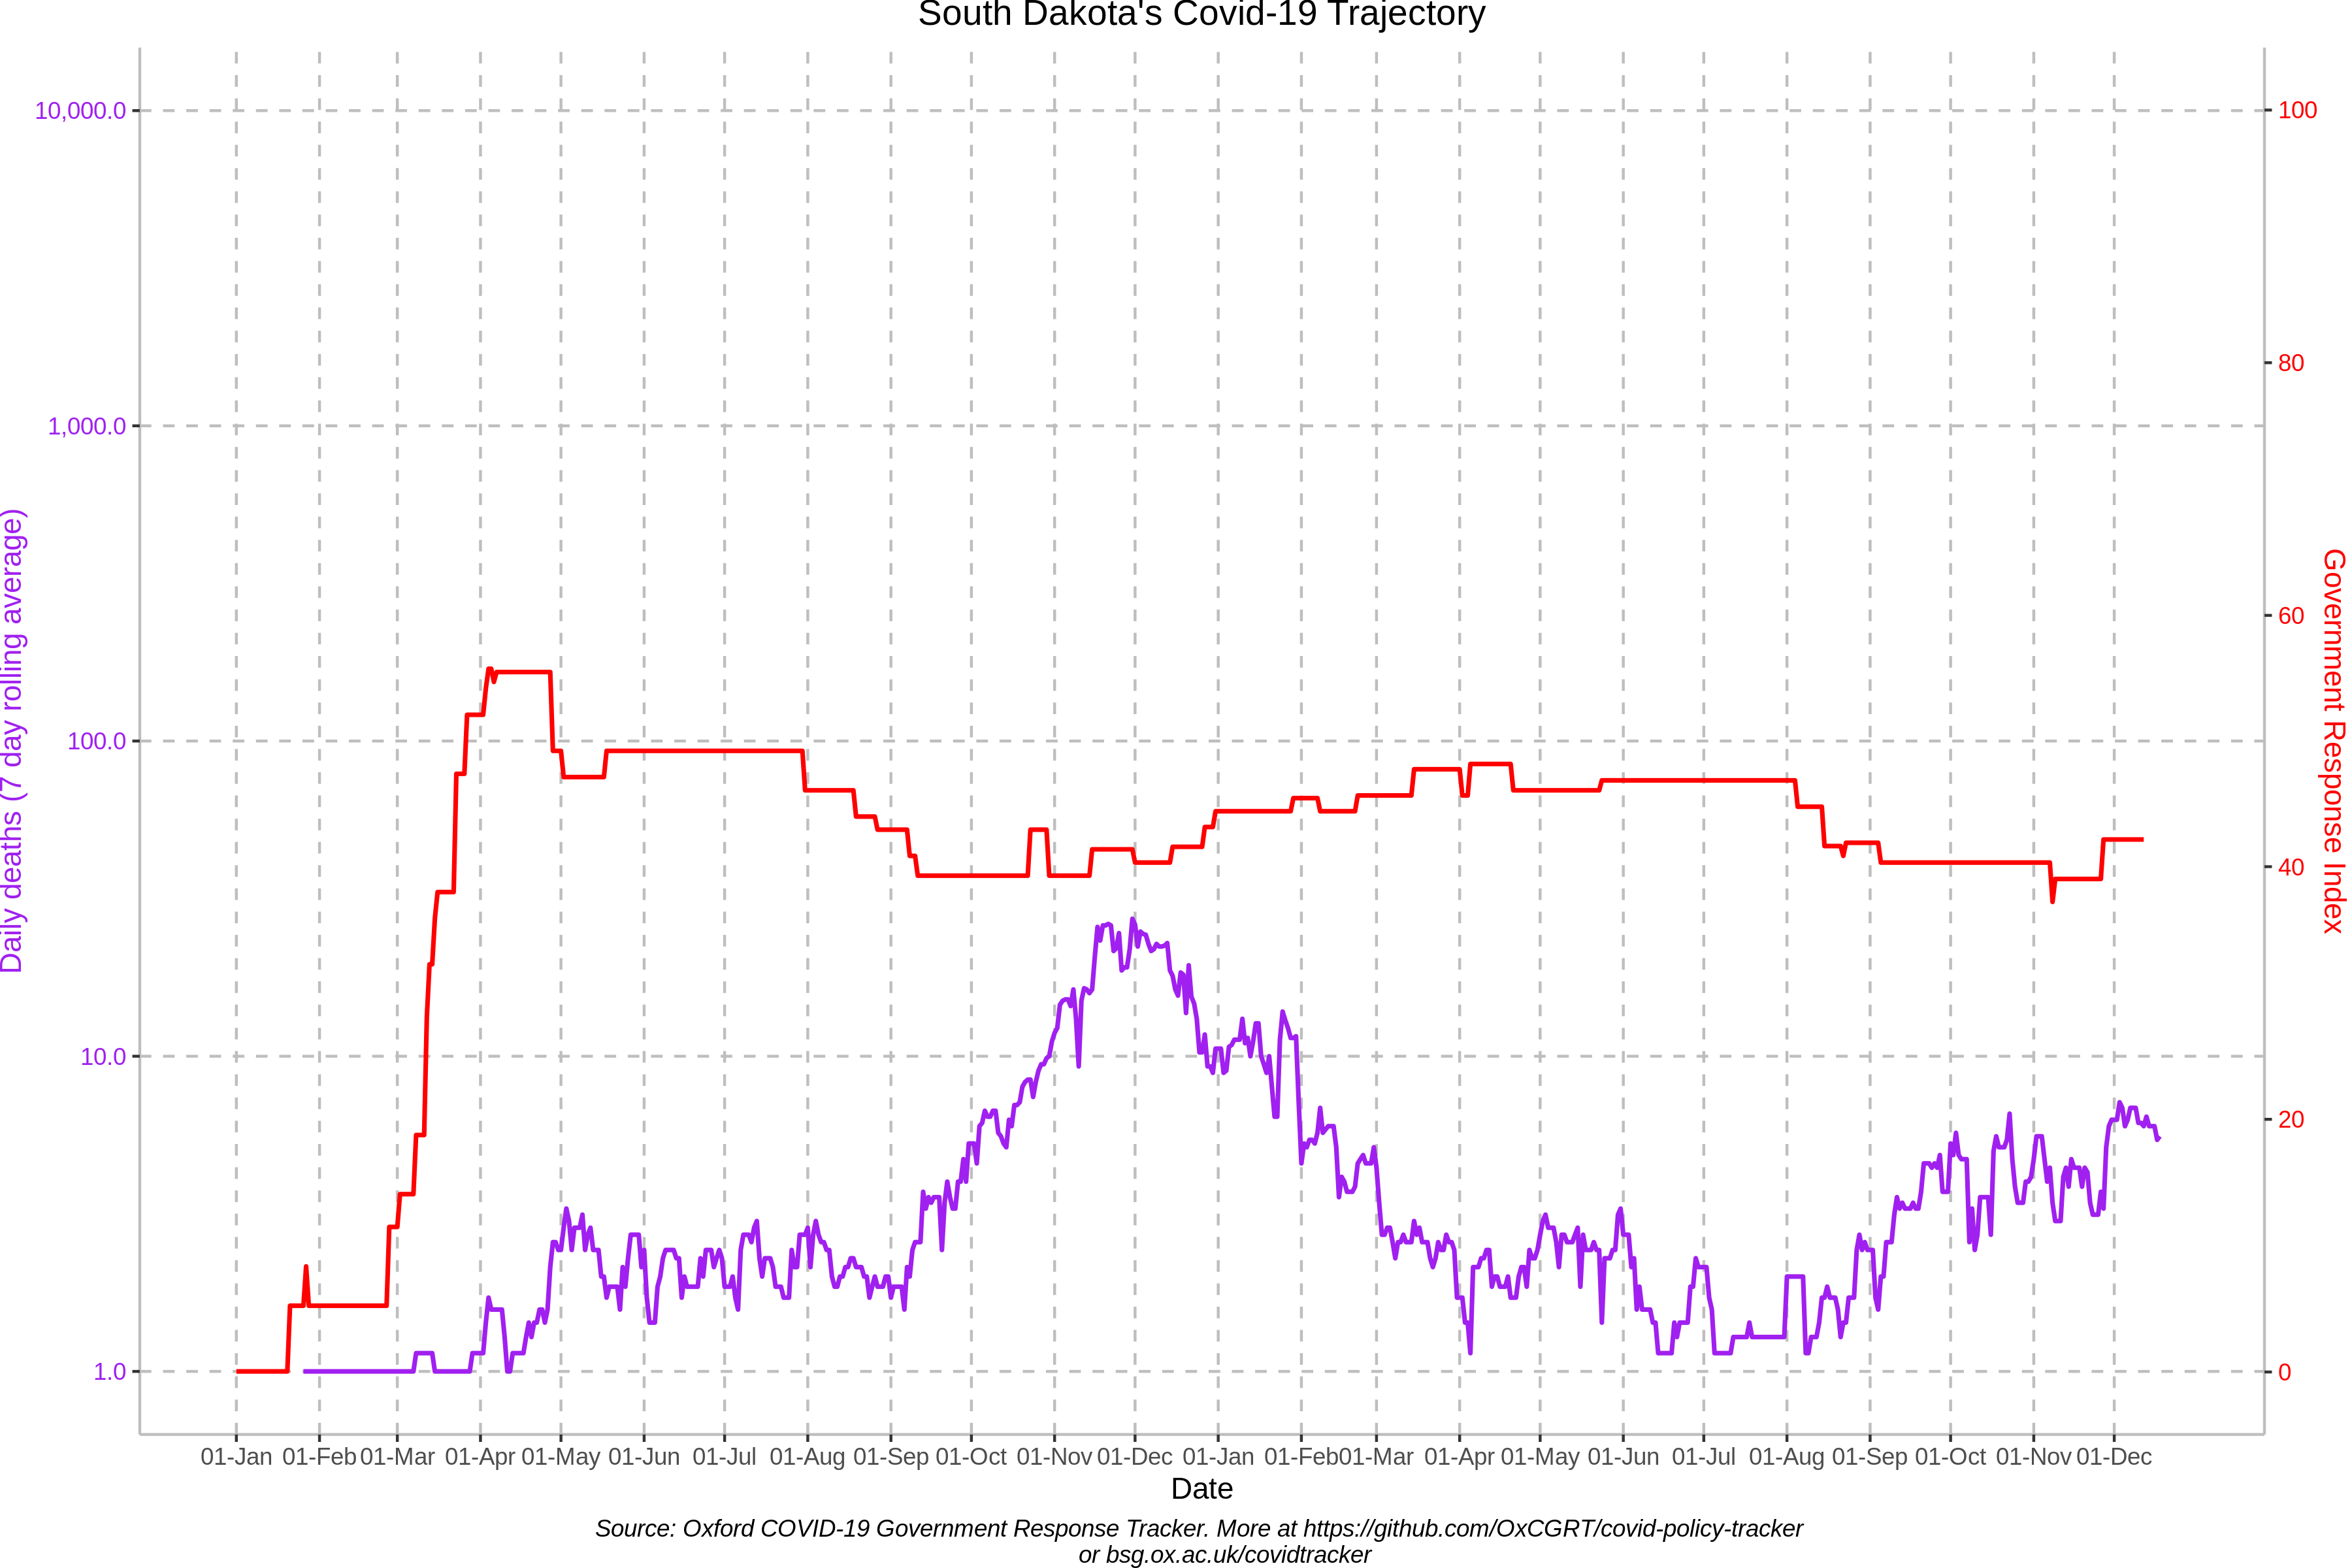 South Dakota's Covid-19 Trajectory
10,000.0
1,000.0
100.0
10.0
1.0
Daily deaths (7 day rolling average)
100
80
60
40
20
0
Government Response Index
01-Jan 01-Feb 01-Mar 01-Apr 01-May 01-Jun 01-Jul 01-Aug 01-Sep 01-Oct 01-Nov 01-Dec 01-Jan 01-Feb 01-Mar 01-Apr 01-May 01-Jun 01-Jul 01-Aug 01-Sep 01-Oct 01-Nov 01-Dec
Date
Source: Oxford COVID-19 Government Response Tracker. More at https://github.com/OxCGRT/covid-policy-tracker
or bsg.ox.ac.uk/covidtracker